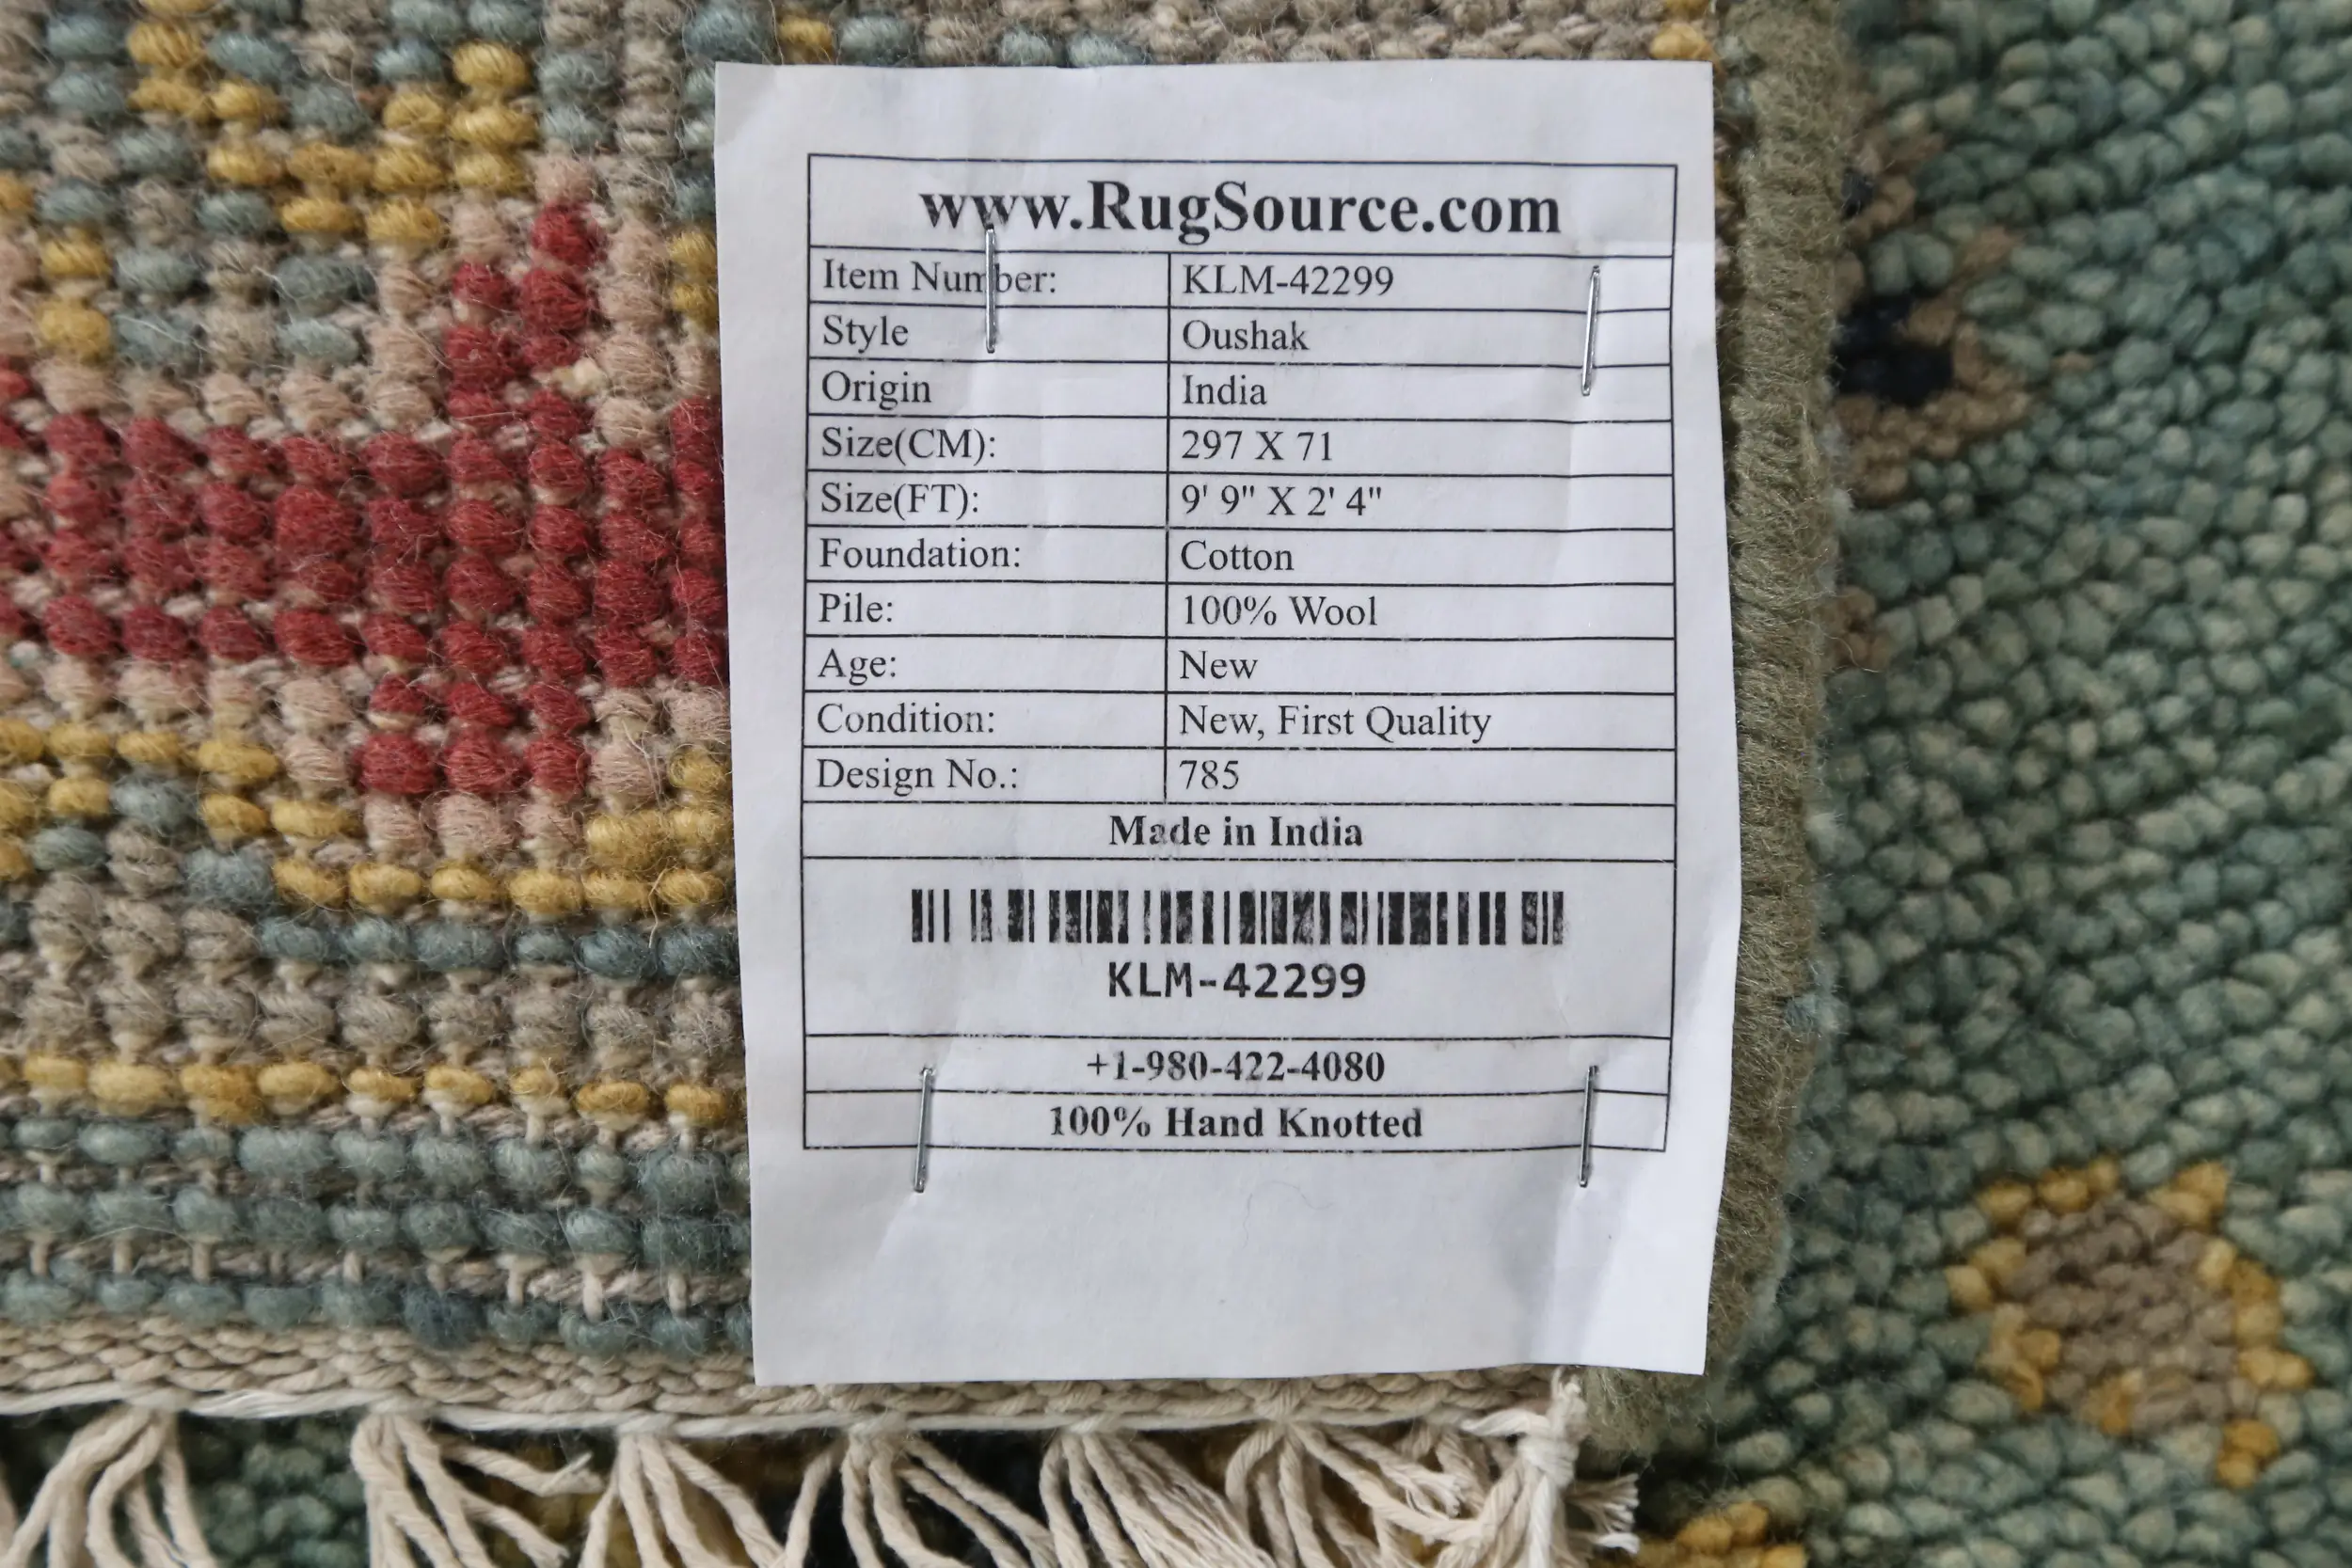 www.RugSource.com
Item Number: KLM-42299
Style Oushak
Origin India
Size(CM): 297 X 71
Size(FT): 9' 9" X 2' 4"
Foundation: Cotton
Pile: 100% Wool
Age: New
Condition: New, First Quality
Design No.: 785
Made in India
KLM-42299
+1-980-422-4080
100% Hand Knotted